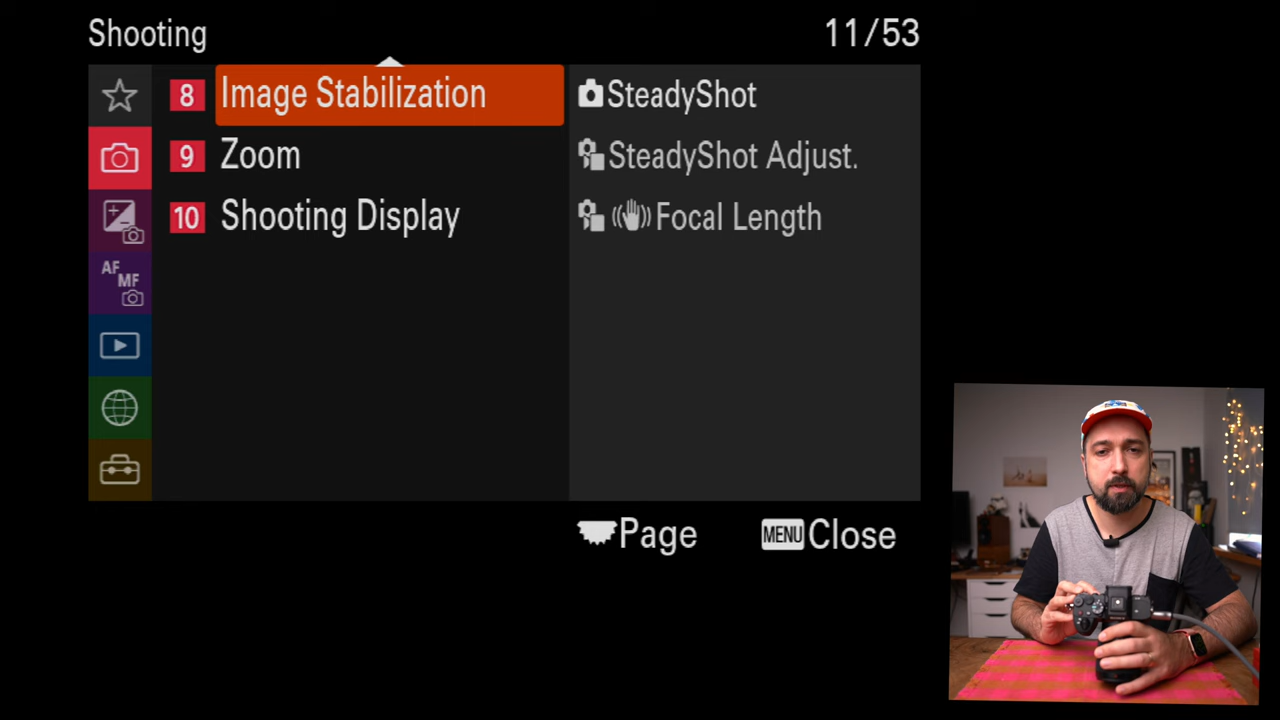 Shooting 11/53
8 Image Stabilization
9 Zoom
10 Shooting Display
SteadyShot
SteadyShot Adjust.
Focal Length
AF
MF
Page MENU Close